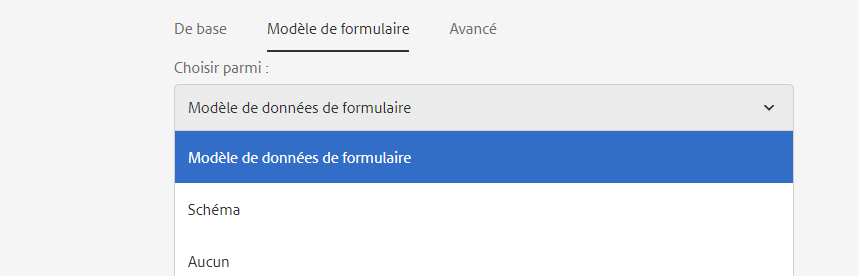 De base Modèle de formulaire Avancé
Choisir parmi :
Modèle de données de formulaire
Modèle de données de formulaire
Schéma
Aucun